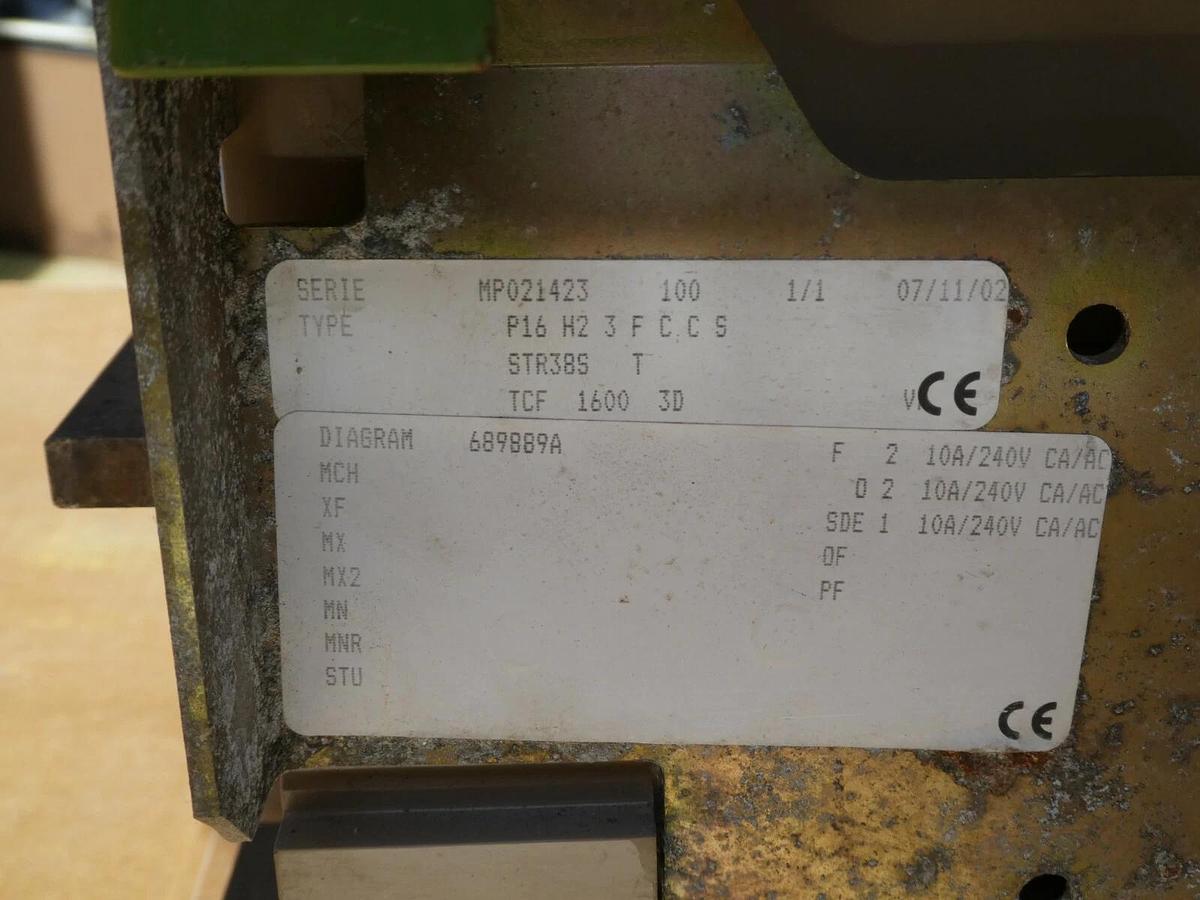 SERIE MP021423 100 1/1 07/11/02
TYPE P16 H2 3 F C C S
STR38S T
TCF 1600 3D V CE
DIAGRAM 689889A F 2 10A/240V CA/AC
MCH O 2 10A/240V CA/AC
XF SDE 1 10A/240V CA/AC
MX OF
MX2 PF
MN
MNR
STU
CE